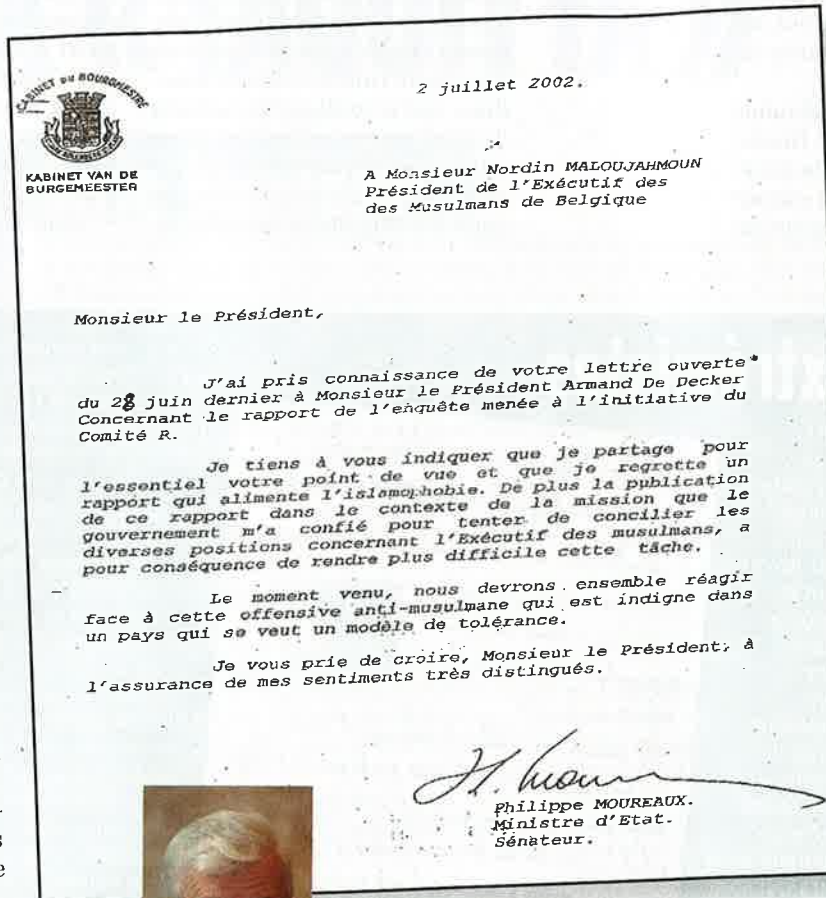 CABINET DU BOURGMESTRE
KABINET VAN DE
BURGEMEESTER
2 juillet 2002.
A Monsieur Nordin MALOUJAHMOUN
Président de l'Exécutif des
des Musulmans de Belgique
Monsieur le Président,
J'ai pris connaissance de votre lettre ouverte
du 28 juin dernier à Monsieur le Président Armand De Decker
Concernant le rapport de l'enquête menée à l'initiative du
Comité R.
Je tiens à vous indiquer que je partage pour
l'essentiel votre point de vue et que je regrette un
rapport qui alimente l'islamophobie. De plus la publication
de ce rapport dans le contexte de la mission que le
gouvernement m'a confié pour tenter de concilier les
diverses positions concernant l'Exécutif des musulmans, a
pour conséquence de rendre plus difficile cette tâche.
Le moment venu, nous devrons ensemble réagir
face à cette offensive anti-musulmane qui est indigne dans
un pays qui se veut un modèle de tolérance.
Je vous prie de croire, Monsieur le Président, à
l'assurance de mes sentiments très distingués.
Philippe MOUREAUX.
Ministre d'Etat.
Sénateur.